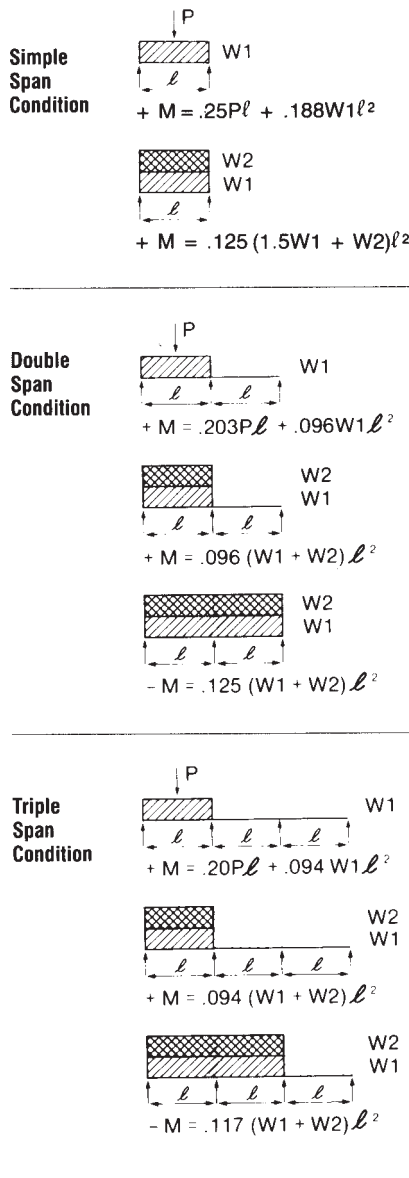 Simple
Span
Condition
P
W1
ℓ
+ M = .25Pℓ + .188W1ℓ²
W2
W1
ℓ
+ M = .125 (1.5W1 + W2)ℓ²
Double
Span
Condition
P
W1
ℓ ℓ
+ M = .203Pℓ + .096W1ℓ²
W2
W1
ℓ ℓ
+ M = .096 (W1 + W2)ℓ²
W2
W1
ℓ ℓ
- M = .125 (W1 + W2)ℓ²
Triple
Span
Condition
P
W1
ℓ ℓ ℓ
+ M = .20Pℓ + .094 W1ℓ²
W2
W1
ℓ ℓ ℓ
+ M = .094 (W1 + W2)ℓ²
W2
W1
ℓ ℓ ℓ
- M = .117 (W1 + W2)ℓ²